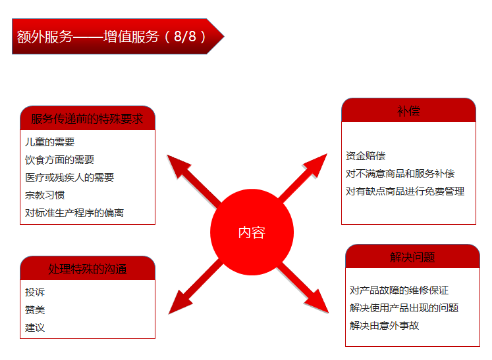 额外服务——增值服务（8/8）
服务传递前的特殊要求
儿童的需要
饮食方面的需要
医疗或残疾人的需要
宗教习惯
对标准生产程序的偏离
补偿
资金赔偿
对不满意商品和服务补偿
对有缺点商品进行免费管理
内容
处理特殊的沟通
投诉
赞美
建议
解决问题
对产品故障的维修保证
解决使用产品出现的问题
解决由意外事故